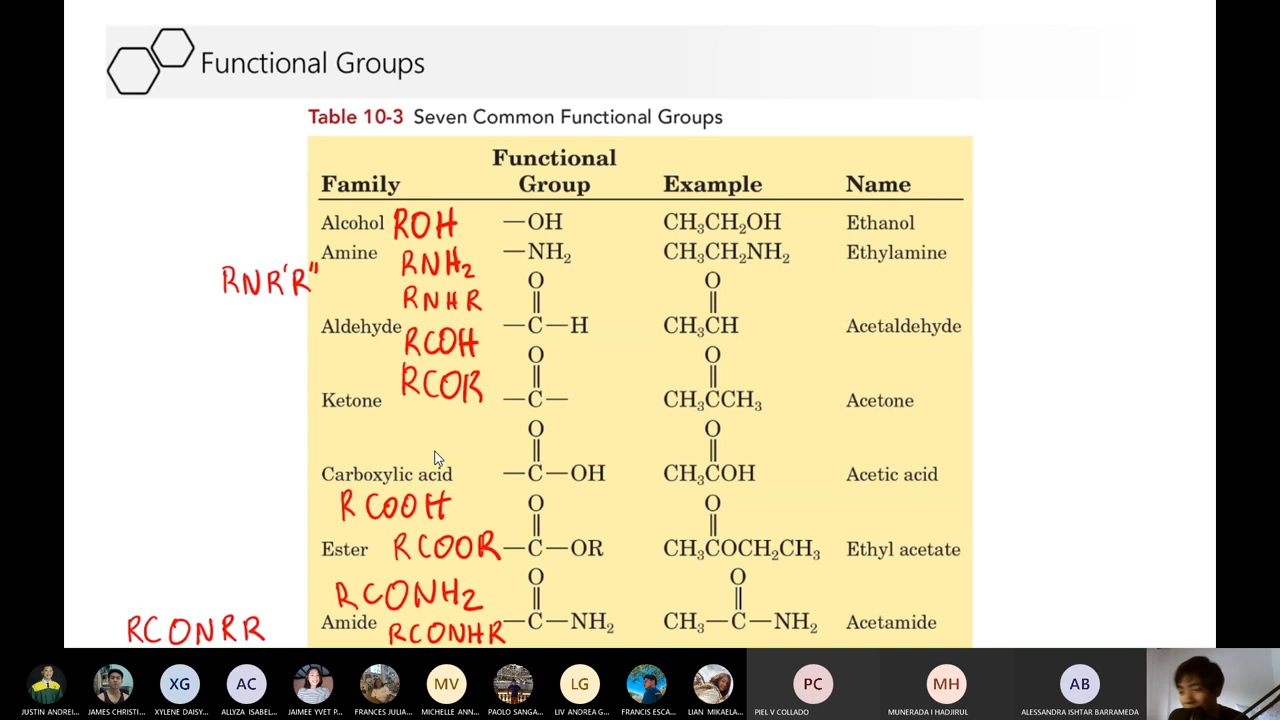 Functional Groups
Table 10-3 Seven Common Functional Groups
Functional
Family Group Example Name
Alcohol ROH —OH CH₃CH₂OH Ethanol
Amine RNH₂ —NH₂ CH₃CH₂NH₂ Ethylamine
RNR'R"
RNHR
O O
|| ||
Aldehyde —C—H CH₃CH Acetaldehyde
RCOH
RCOR
O O
|| ||
Ketone —C— CH₃CCH₃ Acetone
O O
|| ||
Carboxylic acid —C—OH CH₃COH Acetic acid
RCOOH
O O
|| ||
Ester RCOOR —C—OR CH₃COCH₂CH₃ Ethyl acetate
RCONH₂
O O
|| ||
Amide —C—NH₂ CH₃—C—NH₂ Acetamide
RCONRR RCONHR
XG AC MV LG PC MH AB
JUSTIN ANDREI... JAMES CHRISTI... XYLENE DAISY... ALLYZA ISABEL... JAIMEE YVET P... FRANCES JULIA... MICHELLE ANN... PAOLO SANGA... LIV ANDREA G... FRANCIS ESCA... LIAN MIKAELA... PIEL V COLLADO MUNERADA I HADJIRUL ALESSANDRA ISHTAR BARRAMEDA